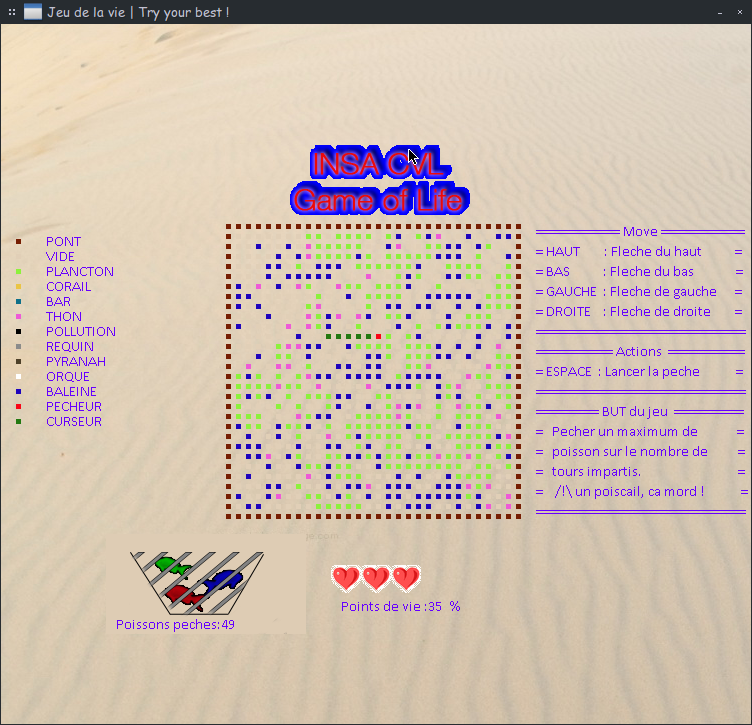 Jeu de la vie | Try your best !
INSA CVL
Game of Life
PONT
VIDE
PLANCTON
CORAIL
BAR
THON
POLLUTION
REQUIN
PYRANAH
ORQUE
BALEINE
PECHEUR
CURSEUR
Move
= HAUT : Fleche du haut =
= BAS : Fleche du bas =
= GAUCHE : Fleche de gauche =
= DROITE : Fleche de droite =
Actions
= ESPACE : Lancer la peche =
BUT du jeu
= Pecher un maximum de =
= poisson sur le nombre de =
= tours impartis. =
= /!\ un poiscail, ca mord ! =
Poissons peches:49
Points de vie :35 %